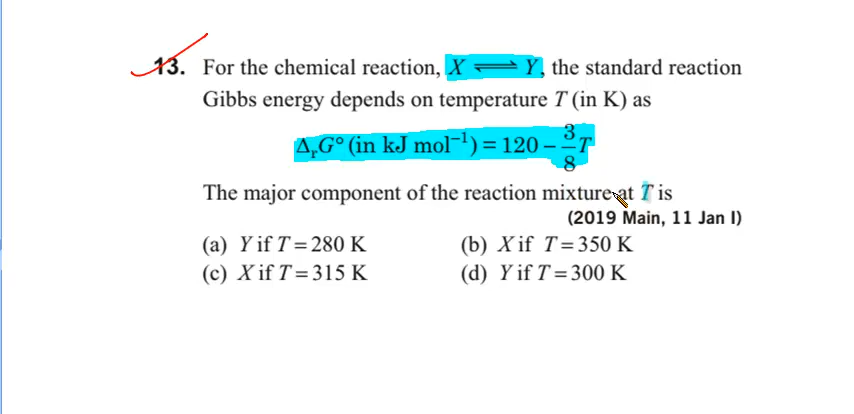 13. For the chemical reaction, X ⇌ Y, the standard reaction
Gibbs energy depends on temperature T (in K) as
ΔᵣG° (in kJ mol⁻¹) = 120 − 3/8 T
The major component of the reaction mixture at T is
(2019 Main, 11 Jan I)
(a) Y if T = 280 K (b) X if T = 350 K
(c) X if T = 315 K (d) Y if T = 300 K